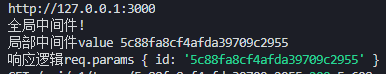 http://127.0.0.1:3000
全局中间件!
局部中间件value 5c88fa8cf4afda39709c2955
响应逻辑req.params { id: '5c88fa8cf4afda39709c2955' }